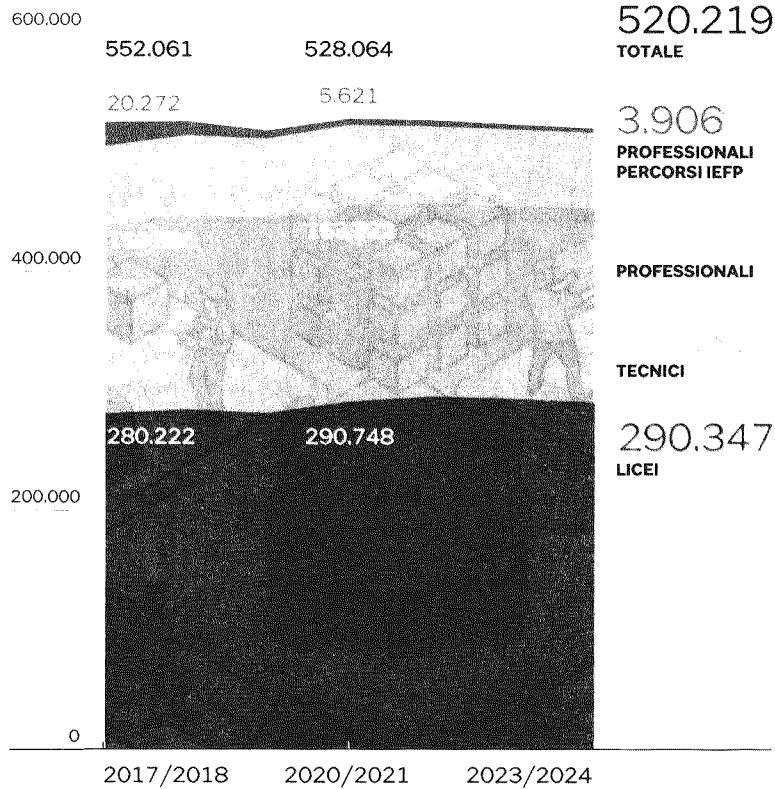 600.000
552.061
528.064
520.219
TOTALE
20.272
5.621
3.906
PROFESSIONALI
PERCORSI IEFP
400.000
PROFESSIONALI
TECNICI
280.222
290.748
290.347
LICEI
200.000
0
2017/2018
2020/2021
2023/2024